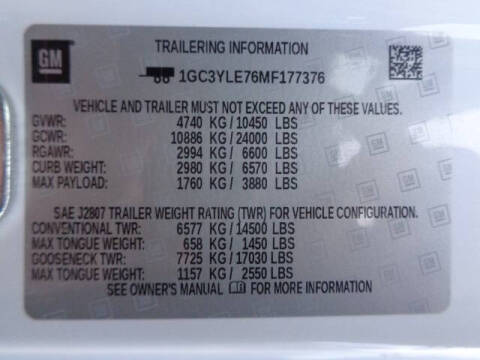 GM
TRAILERING INFORMATION
1GC3YLE76MF177376
VEHICLE AND TRAILER MUST NOT EXCEED ANY OF THESE VALUES.
GVWR: 4740 KG / 10450 LBS
GCWR: 10886 KG / 24000 LBS
RGAWR: 2994 KG / 6600 LBS
CURB WEIGHT: 2980 KG / 6570 LBS
MAX PAYLOAD: 1760 KG / 3880 LBS
SAE J2807 TRAILER WEIGHT RATING (TWR) FOR VEHICLE CONFIGURATION.
CONVENTIONAL TWR: 6577 KG / 14500 LBS
MAX TONGUE WEIGHT: 658 KG / 1450 LBS
GOOSENECK TWR: 7725 KG / 17030 LBS
MAX TONGUE WEIGHT: 1157 KG / 2550 LBS
SEE OWNER'S MANUAL FOR MORE INFORMATION.